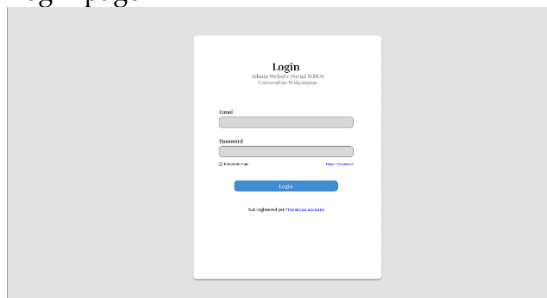 Login
Admin Website Portal MBKM
Universitas Widyatama
Email
Password
Remember me
Forgot Password
Login
Not registered yet? Create an account